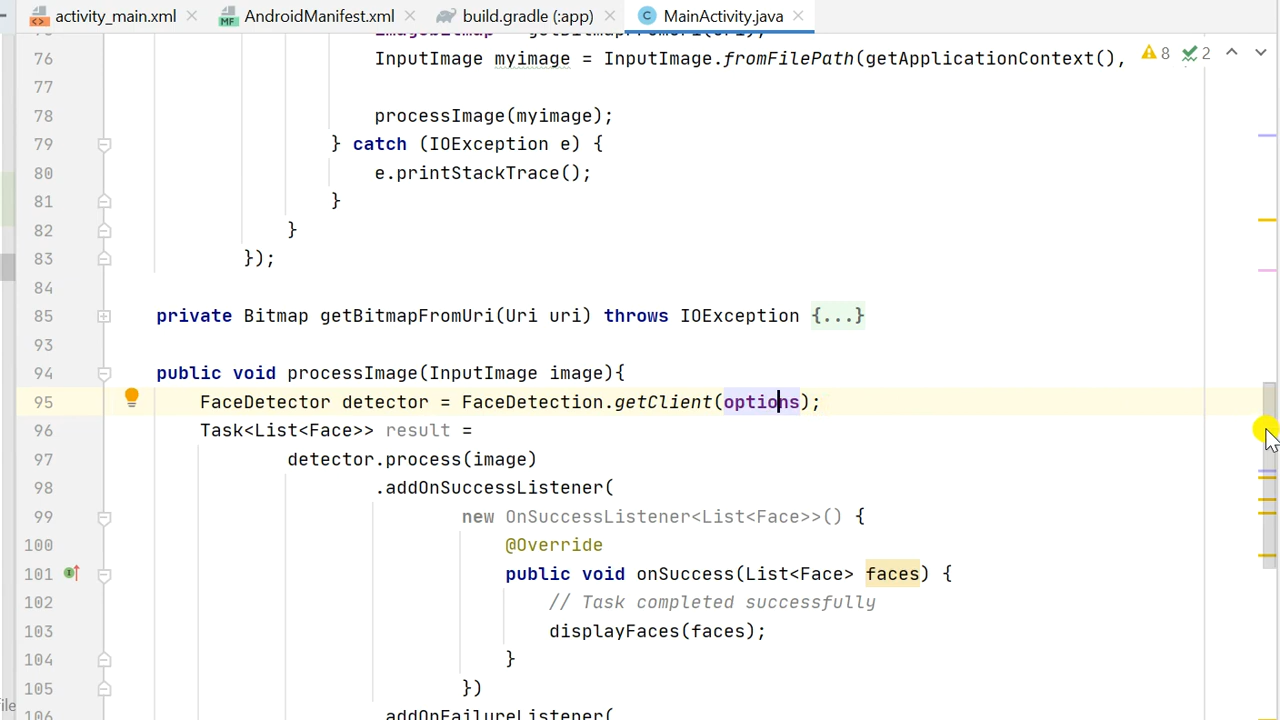 activity_main.xml AndroidManifest.xml build.gradle (:app) MainActivity.java
76 InputImage myimage = InputImage.fromFilePath(getApplicationContext(), 8 2
77
78 processImage(myimage);
79 } catch (IOException e) {
80 e.printStackTrace();
81 }
82 }
83 });
84
85 private Bitmap getBitmapFromUri(Uri uri) throws IOException {...}
93
94 public void processImage(InputImage image){
95 FaceDetector detector = FaceDetection.getClient(options);
96 Task<List<Face>> result =
97 detector.process(image)
98 .addOnSuccessListener(
99 new OnSuccessListener<List<Face>>() {
100 @Override
101 public void onSuccess(List<Face> faces) {
102 // Task completed successfully
103 displayFaces(faces);
104 }
105 })
106 .addOnFailureListener(